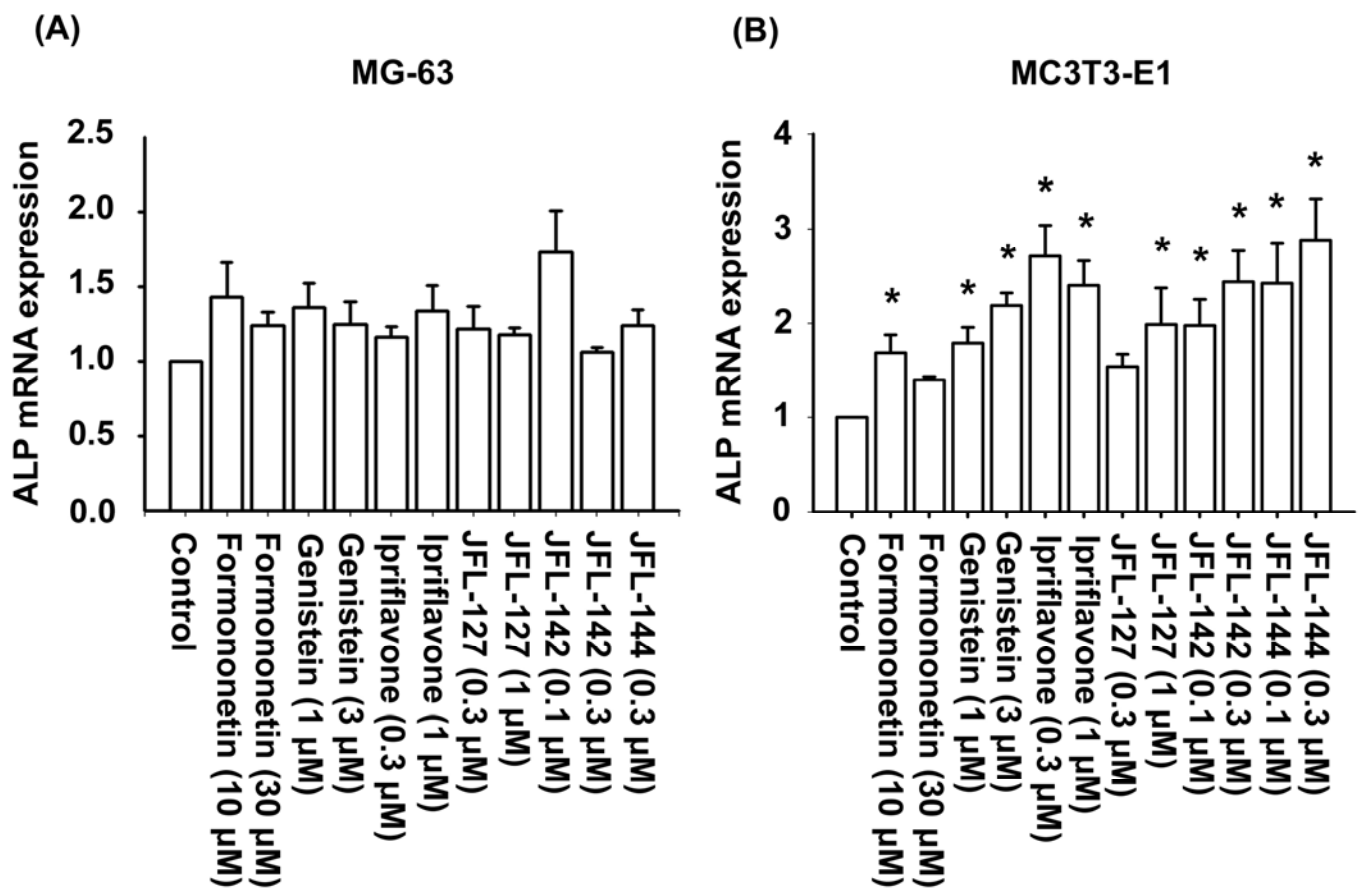 (A)
MG-63
ALP mRNA expression
2.5
2.0
1.5
1.0
0.5
0.0
Control
Formononetin (10 µM)
Formononetin (30 µM)
Genistein (1 µM)
Genistein (3 µM)
Ipriflavone (0.3 µM)
Ipriflavone (1 µM)
JFL-127 (0.3 µM)
JFL-127 (1 µM)
JFL-142 (0.1 µM)
JFL-142 (0.3 µM)
JFL-144 (0.3 µM)
(B)
MC3T3-E1
ALP mRNA expression
4
3
2
1
0
* * * * * * * * * *
Control
Formononetin (10 µM)
Formononetin (30 µM)
Genistein (1 µM)
Genistein (3 µM)
Ipriflavone (0.3 µM)
Ipriflavone (1 µM)
JFL-127 (0.3 µM)
JFL-127 (1 µM)
JFL-142 (0.1 µM)
JFL-142 (0.3 µM)
JFL-144 (0.1 µM)
JFL-144 (0.3 µM)